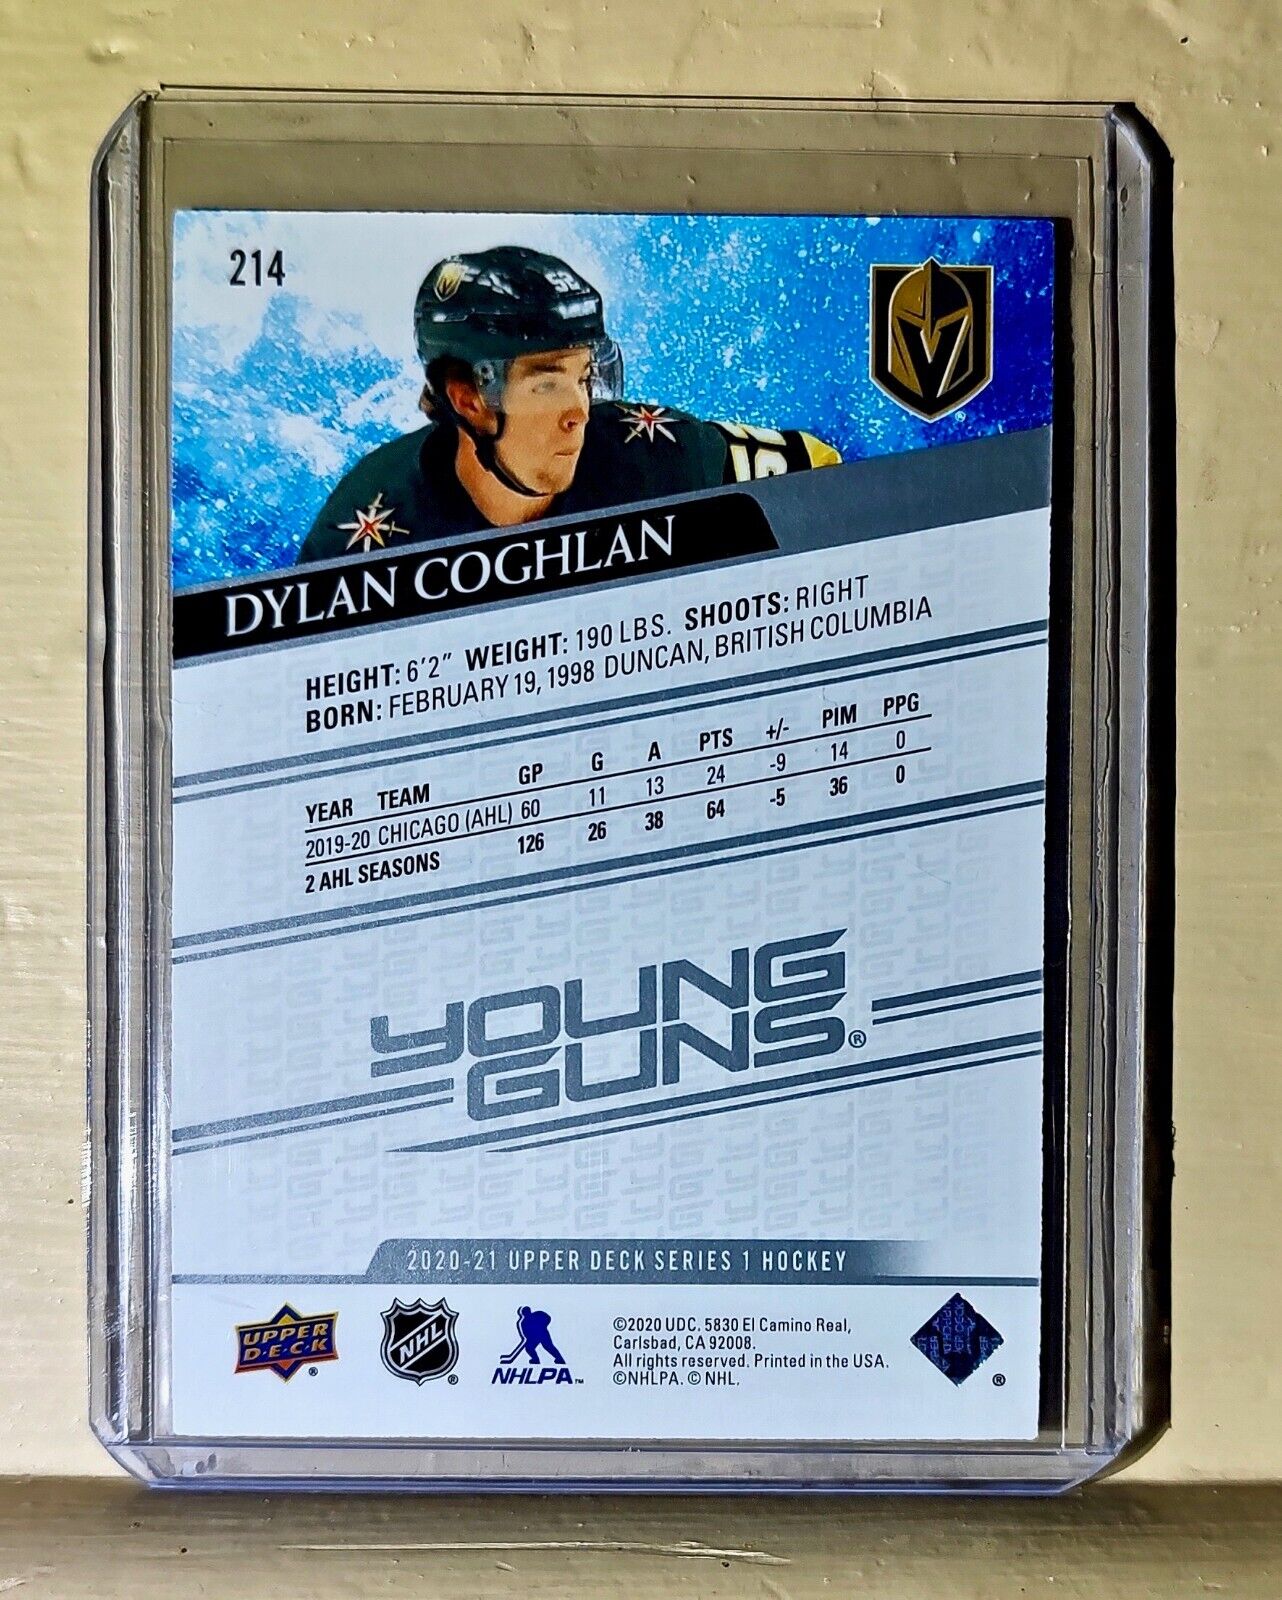 214
52
DYLAN COGHLAN
HEIGHT: 6'2" WEIGHT: 190 LBS. SHOOTS: RIGHT
BORN: FEBRUARY 19, 1998 DUNCAN, BRITISH COLUMBIA
YEAR TEAM GP G A PTS +/- PIM PPG
2019-20 CHICAGO (AHL) 60 11 13 24 -9 14 0
2 AHL SEASONS 126 26 38 64 -5 36 0
YOUNG
GUNS®
2020-21 UPPER DECK SERIES 1 HOCKEY
UPPER
DECK
®
NHL
®
NHLPA™
©2020 UDC. 5830 El Camino Real,
Carlsbad, CA 92008.
All rights reserved. Printed in the USA.
©NHLPA. © NHL.
®